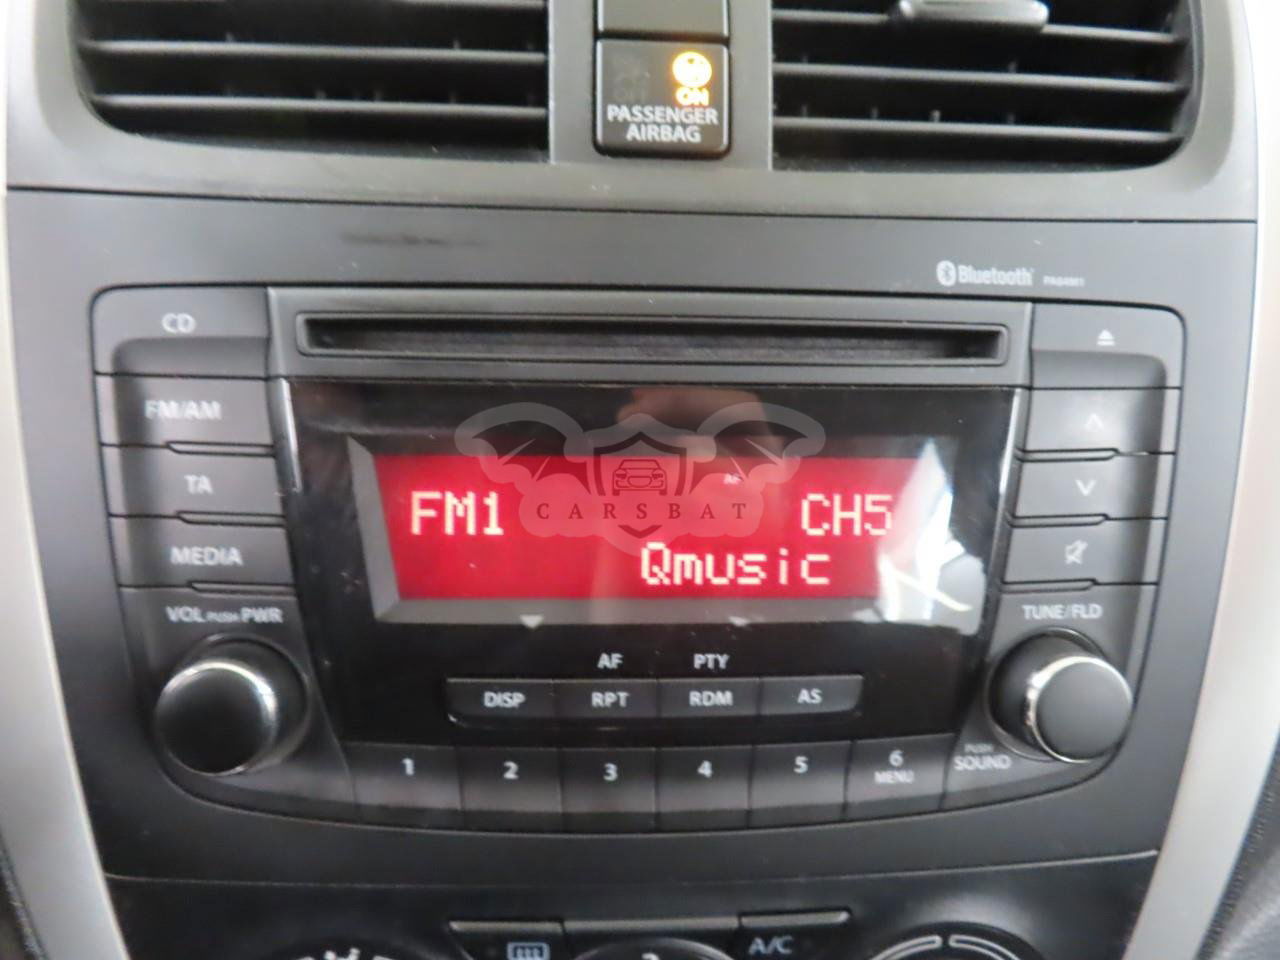 ON
PASSENGER
AIRBAG
Bluetooth
CD
FM/AM
TA
MEDIA
VOL PUSH PWR
AF
FM1 CH5
CARSBAT
Qmusic
TUNE/FLD
AF PTY
DISP RPT RDM AS
PUSH
SOUND
1 2 3 4 5 6
MENU
A/C